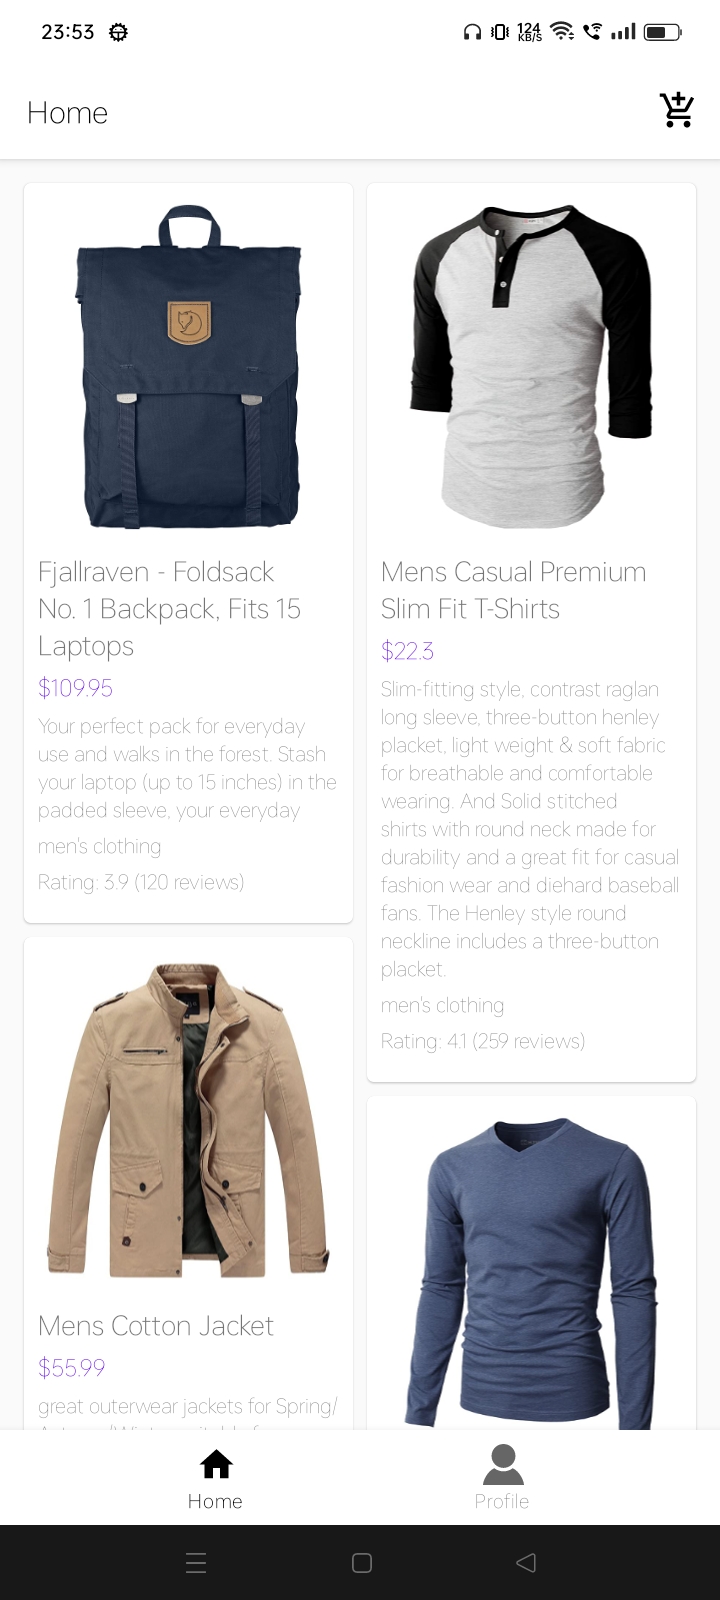 23:53
124
KB/S
Home
Fjallraven - Foldsack
No. 1 Backpack, Fits 15
Laptops
$109.95
Your perfect pack for everyday
use and walks in the forest. Stash
your laptop (up to 15 inches) in the
padded sleeve, your everyday
men's clothing
Rating: 3.9 (120 reviews)
Mens Casual Premium
Slim Fit T-Shirts
$22.3
Slim-fitting style, contrast raglan
long sleeve, three-button henley
placket, light weight & soft fabric
for breathable and comfortable
wearing. And Solid stitched
shirts with round neck made for
durability and a great fit for casual
fashion wear and diehard baseball
fans. The Henley style round
neckline includes a three-button
placket.
men's clothing
Rating: 4.1 (259 reviews)
Mens Cotton Jacket
$55.99
great outerwear jackets for Spring/
Home
Profile